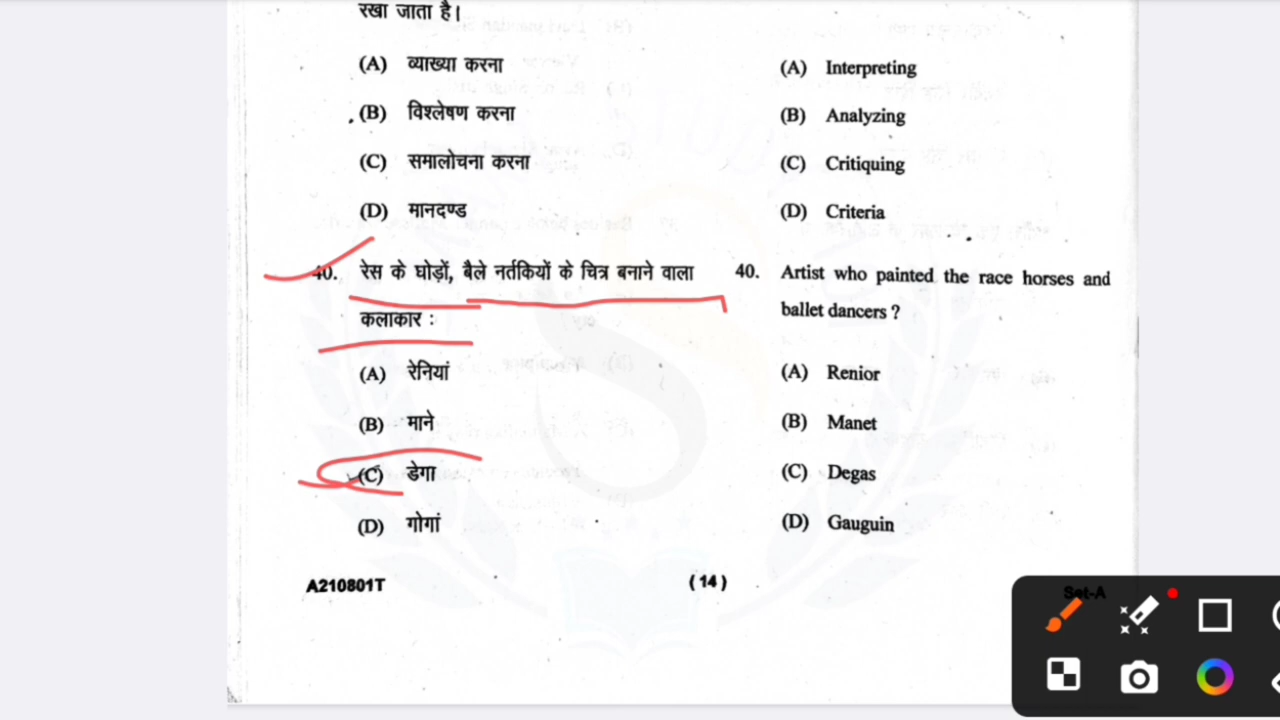 रखा जाता है।
(A) व्याख्या करना
(B) विश्लेषण करना
(C) समालोचना करना
(D) मानदण्ड
(A) Interpreting
(B) Analyzing
(C) Critiquing
(D) Criteria
40. रेस के घोड़ों, बैले नर्तकियों के चित्र बनाने वाला
कलाकार :
(A) रेनियां
(B) माने
(C) डेगा
(D) गोगां
40. Artist who painted the race horses and
ballet dancers ?
(A) Renior
(B) Manet
(C) Degas
(D) Gauguin
A210801T
(14)
Set-A